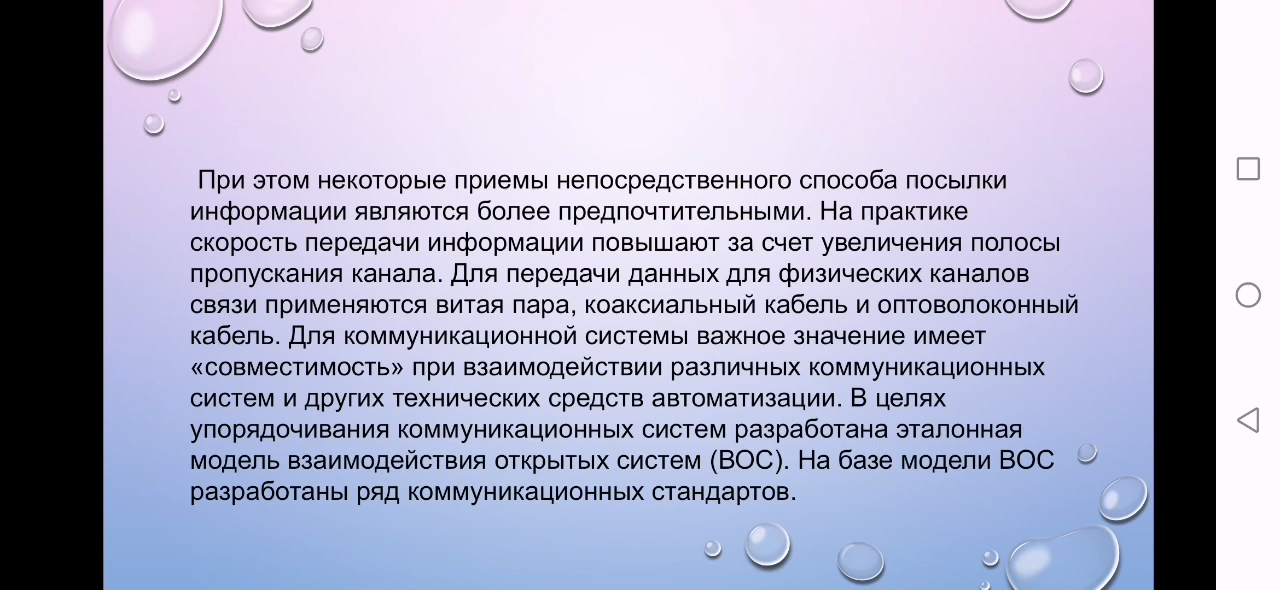 При этом некоторые приемы непосредственного способа посылки
информации являются более предпочтительными. На практике
скорость передачи информации повышают за счет увеличения полосы
пропускания канала. Для передачи данных для физических каналов
связи применяются витая пара, коаксиальный кабель и оптоволоконный
кабель. Для коммуникационной системы важное значение имеет
«совместимость» при взаимодействии различных коммуникационных
систем и других технических средств автоматизации. В целях
упорядочивания коммуникационных систем разработана эталонная
модель взаимодействия открытых систем (ВОС). На базе модели ВОС
разработаны ряд коммуникационных стандартов.